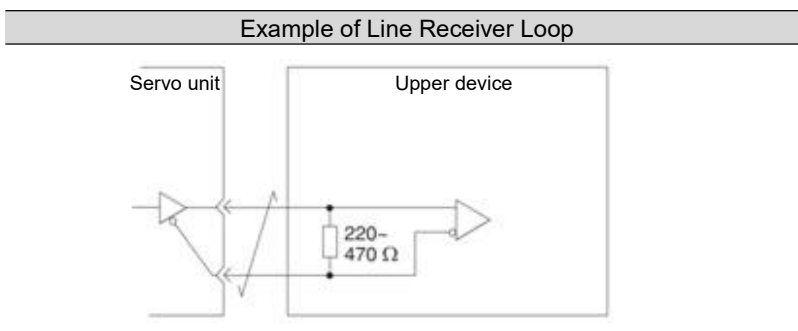 Example of Line Receiver Loop
Servo unit
Upper device
220~
470 Ω